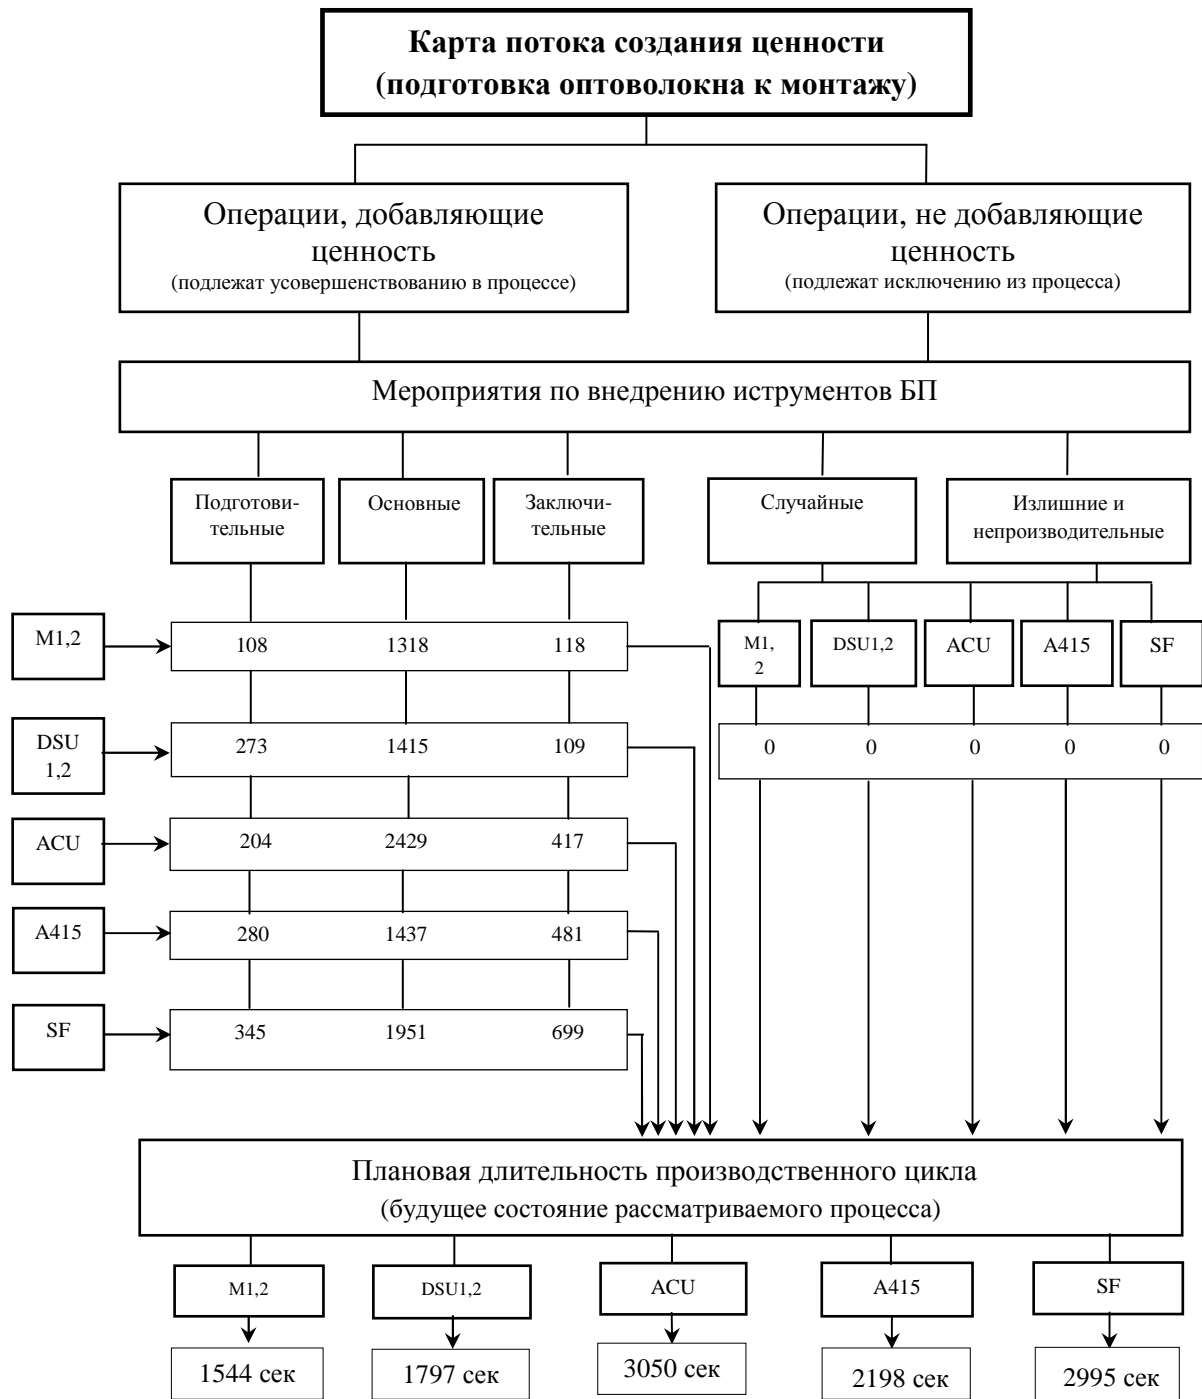 Карта потока создания ценности
(подготовка оптоволокна к монтажу)
Операции, добавляющие
ценность
(подлежат усовершенствованию в процессе)
Операции, не добавляющие
ценность
(подлежат исключению из процесса)
Мероприятия по внедрению иструментов БП
Подготови-
тельные
Основные
Заключи-
тельные
Случайные
Излишние и
непроизводительные
М1,2
108 1318 118
М1,
2
DSU1,2
ACU
A415
SF
DSU
1,2
273 1415 109
0 0 0 0 0
ACU
204 2429 417
A415
280 1437 481
SF
345 1951 699
Плановая длительность производственного цикла
(будущее состояние рассматриваемого процесса)
М1,2
DSU1,2
ACU
A415
SF
1544 сек
1797 сек
3050 сек
2198 сек
2995 сек